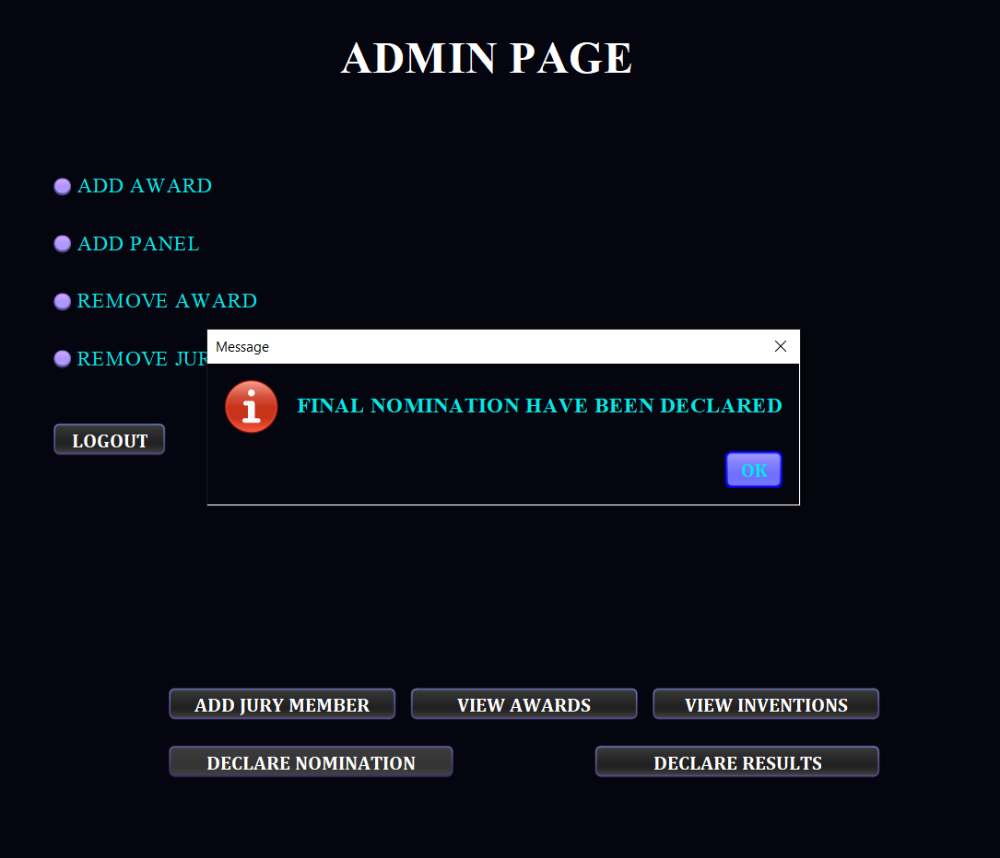 ADMIN PAGE
ADD AWARD
ADD PANEL
REMOVE AWARD
REMOVE
Message
FINAL NOMINATION HAVE BEEN DECLARED
OK
LOGOUT
ADD JURY MEMBER
VIEW AWARDS
VIEW INVENTIONS
DECLARE NOMINATION
DECLARE RESULTS